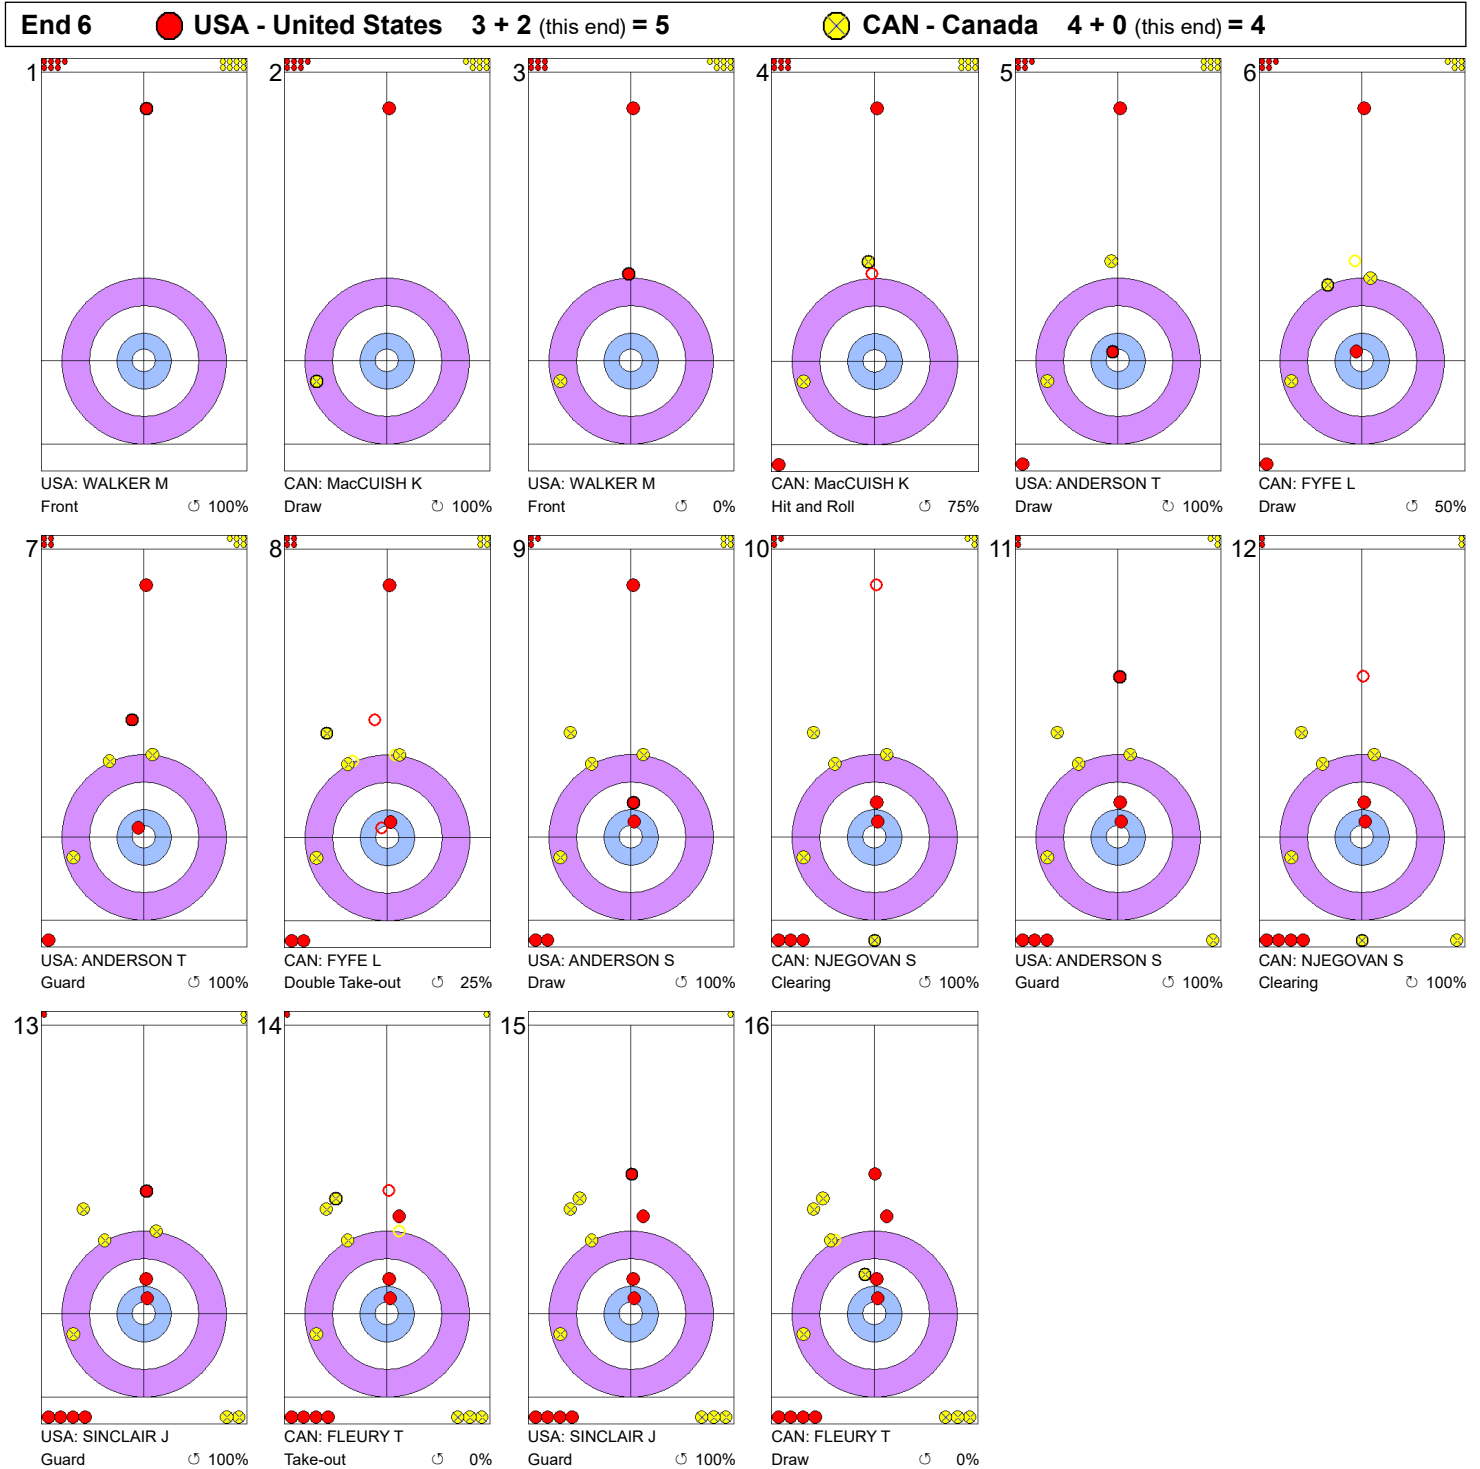 End 6 USA - United States 3 + 2 (this end) = 5 CAN - Canada 4 + 0 (this end) = 4
1 2 3 4 5 6
USA: WALKER M
Front ↺ 100%
CAN: MacCUISH K
Draw ↻ 100%
USA: WALKER M
Front ↺ 0%
CAN: MacCUISH K
Hit and Roll ↺ 75%
USA: ANDERSON T
Draw ↻ 100%
CAN: FYFE L
Draw ↺ 50%
7 8 9 10 11 12
USA: ANDERSON T
Guard ↺ 100%
CAN: FYFE L
Double Take-out ↺ 25%
USA: ANDERSON S
Draw ↺ 100%
CAN: NJEGOVAN S
Clearing ↺ 100%
USA: ANDERSON S
Guard ↺ 100%
CAN: NJEGOVAN S
Clearing ↻ 100%
13 14 15 16
USA: SINCLAIR J
Guard ↺ 100%
CAN: FLEURY T
Take-out ↺ 0%
USA: SINCLAIR J
Guard ↺ 100%
CAN: FLEURY T
Draw ↺ 0%